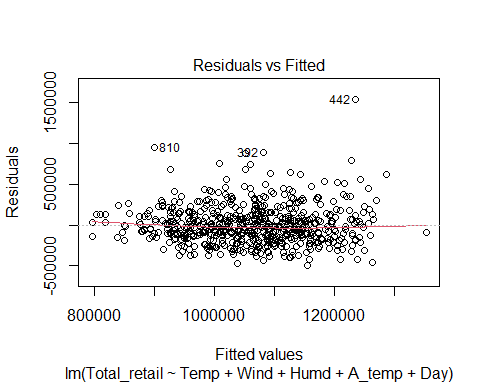 Residuals vs Fitted
Residuals
1500000
500000
-500000
442
810
392
800000 1000000 1200000
Fitted values
lm(Total_retail ~ Temp + Wind + Humd + A_temp + Day)